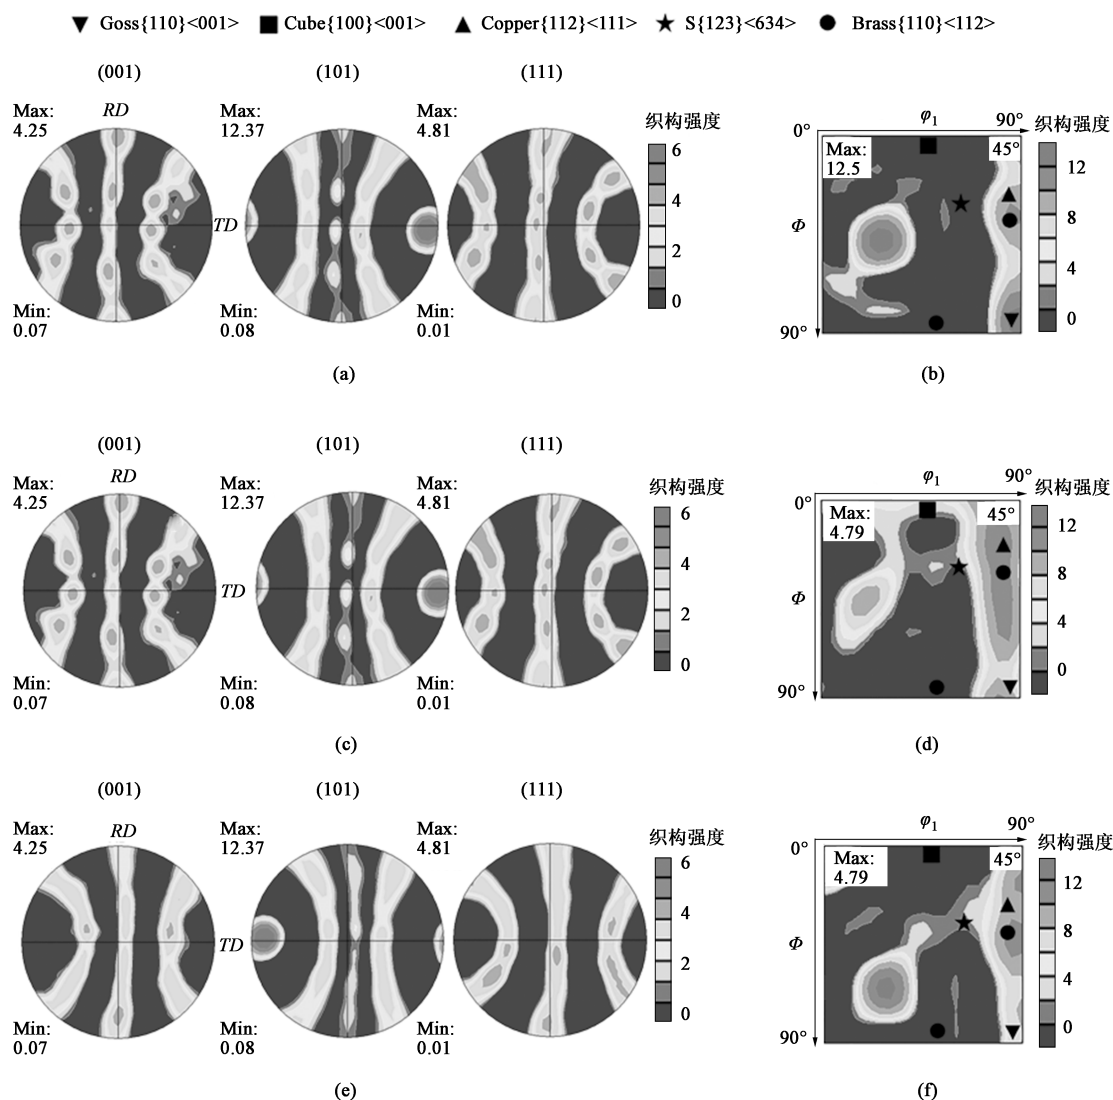 ▼ Goss{110}<001> ■ Cube{100}<001> ▲ Copper{112}<111> ★ S{123}<634> ● Brass{110}<112>
(001) (101) (111)
Max: 4.25 RD Max: 12.37 Max: 4.81 织构强度 φ1 0° 90° 织构强度
6 4 2 0
TD
Max: 12.5 45° 12 8 4 0
Φ
90°
Min: 0.07 Min: 0.08 Min: 0.01
(a) (b)
(001) (101) (111)
Max: 4.25 RD Max: 12.37 Max: 4.81 织构强度 φ1 0° 90° 织构强度
6 4 2 0
TD
Max: 4.79 45° 12 8 4 0
Φ
90°
Min: 0.07 Min: 0.08 Min: 0.01
(c) (d)
(001) (101) (111)
Max: 4.25 RD Max: 12.37 Max: 4.81 织构强度 φ1 0° 90° 织构强度
6 4 2 0
TD
Max: 4.79 45° 12 8 4 0
Φ
90°
Min: 0.07 Min: 0.08 Min: 0.01
(e) (f)